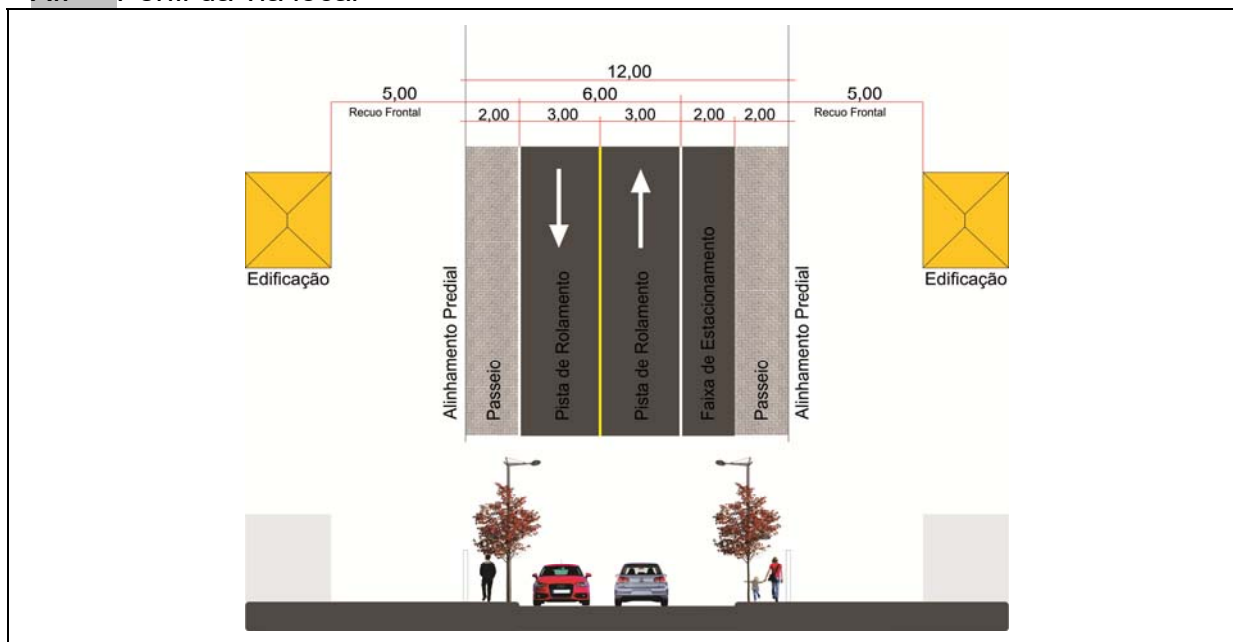 12,00
5,00 6,00 5,00
Recuo Frontal 2,00 3,00 3,00 2,00 2,00 Recuo Frontal
Edificação
Edificação
Alinhamento Predial
Passeio
Pista de Rolamento
Pista de Rolamento
Faixa de Estacionamento
Passeio
Alinhamento Predial